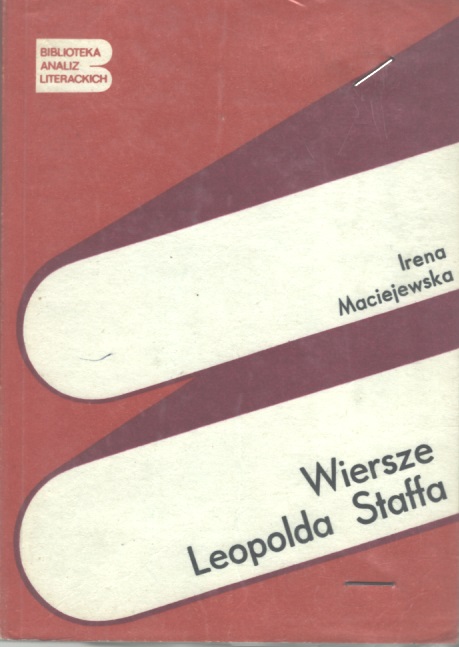 BIBLIOTEKA
ANALIZ
LITERACKICH
Irena
Maciejewska
Wiersze
Leopolda Staffa